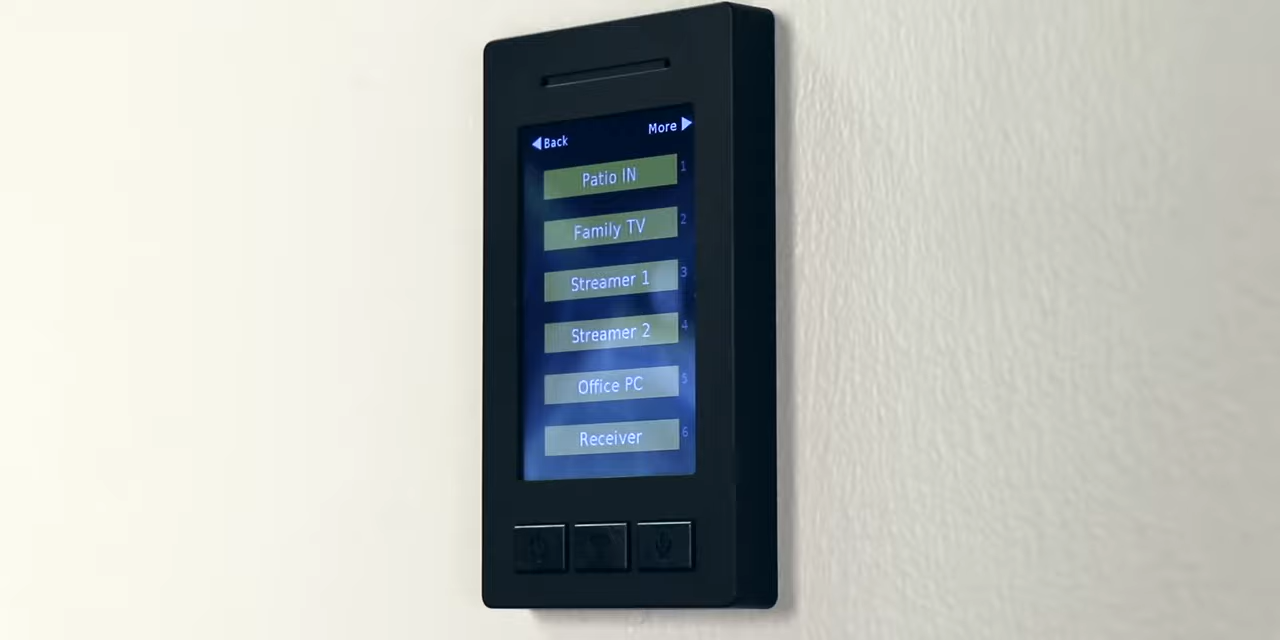 Back
More
Patio IN
1
Family TV
2
Streamer 1
3
Streamer 2
4
Office PC
5
Receiver
6